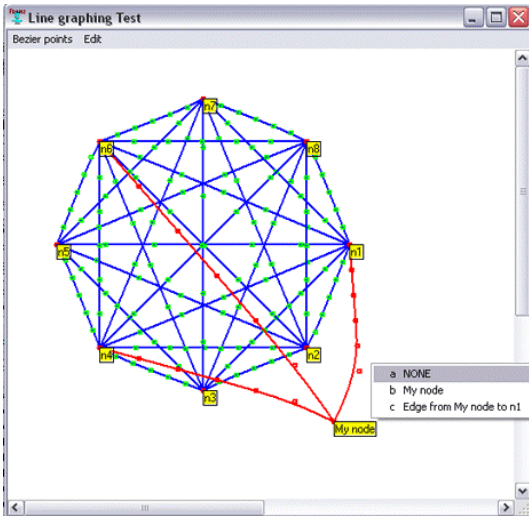 Line graphing Test
Bezier points Edit
n7
n6
n8
n5
n1
n4
n2
n3
a NONE
b My node
c Edge from My node to n1
My node